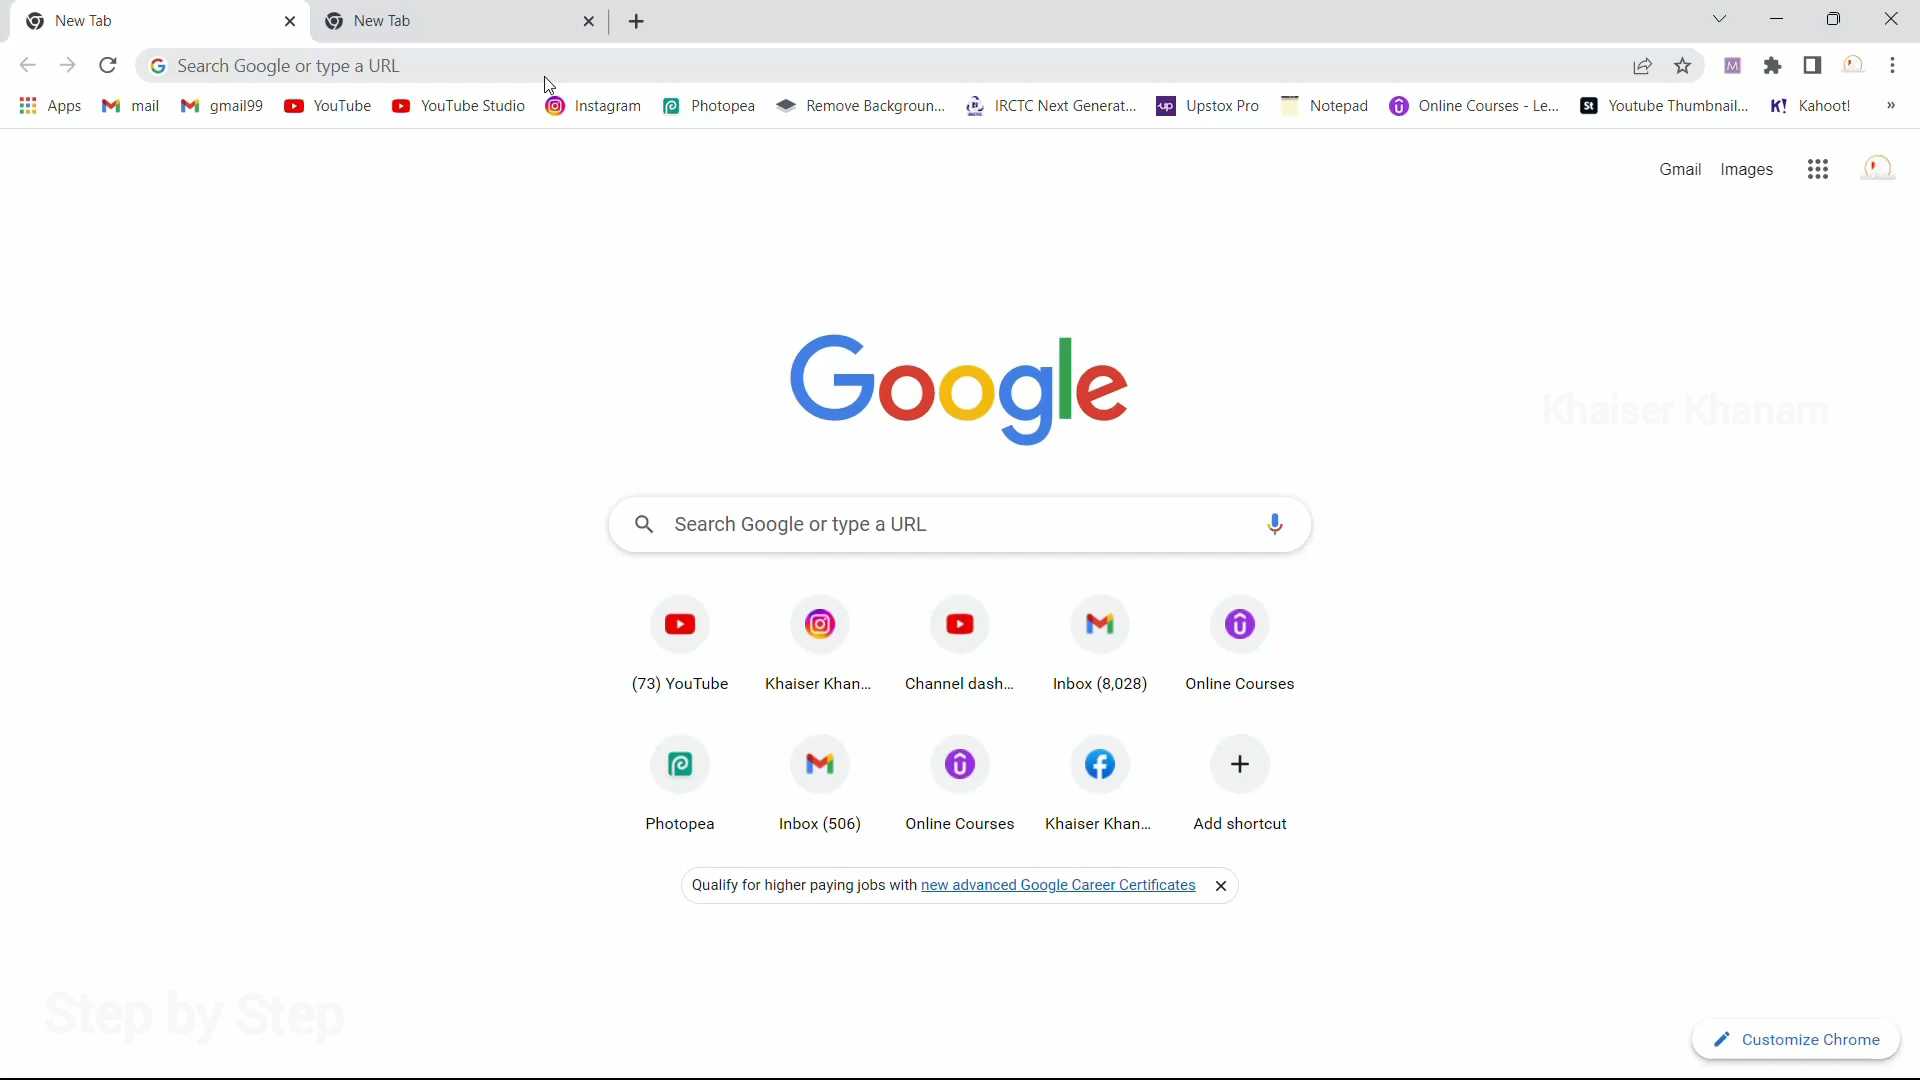 New Tab
New Tab
Search Google or type a URL
Apps
mail
gmail99
YouTube
YouTube Studio
Instagram
Photopea
Remove Backgroun...
IRCTC Next Generat...
Upstox Pro
Notepad
Online Courses - Le...
Youtube Thumbnail...
Kahoot!
»
Gmail
Images
Google
Khaiser Khanam
Search Google or type a URL
(73) YouTube
Khaiser Khan...
Channel dash...
Inbox (8,028)
Online Courses
Photopea
Inbox (506)
Online Courses
Khaiser Khan...
Add shortcut
Qualify for higher paying jobs with new advanced Google Career Certificates
Step by Step
Customize Chrome